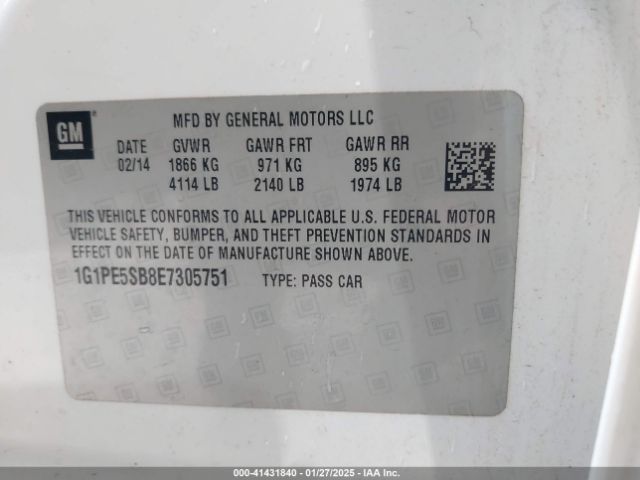 GM
MFD BY GENERAL MOTORS LLC
DATE GVWR GAWR FRT GAWR RR
02/14 1866 KG 971 KG 895 KG
4114 LB 2140 LB 1974 LB
THIS VEHICLE CONFORMS TO ALL APPLICABLE U.S. FEDERAL MOTOR
VEHICLE SAFETY, BUMPER, AND THEFT PREVENTION STANDARDS IN
EFFECT ON THE DATE OF MANUFACTURE SHOWN ABOVE.
1G1PE5SB8E7305751 TYPE: PASS CAR
000-41431840 - 01/27/2025 - IAA Inc.